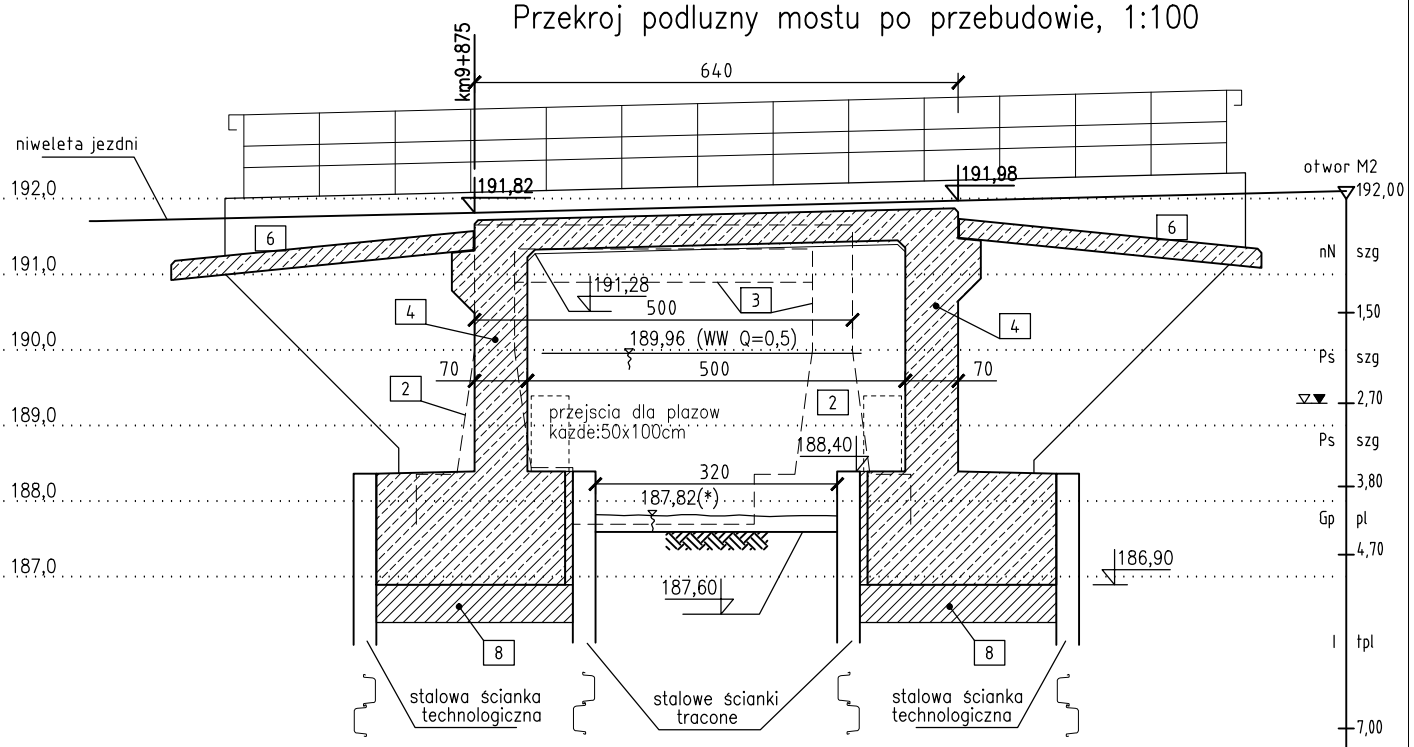 Przekroj podluzny mostu po przebudowie, 1:100
km9+875
640
niweleta jezdni
otwor M2
192,0
191,82
191,98
192,00
6
6
nN szg
191,0
191,28
3
500
4
4
1,50
190,0
189,96 (WW Q=0,5)
Ps szg
70
500
70
2
2
2,70
189,0
przejscia dla plazow
kazde:50x100cm
188,40
Ps szg
320
3,80
188,0
187,82(*)
Gp pl
4,70
187,0
186,90
187,60
8
8
I tpl
stalowa ścianka
technologiczna
stalowe ścianki
tracone
stalowa ścianka
technologiczna
7,00